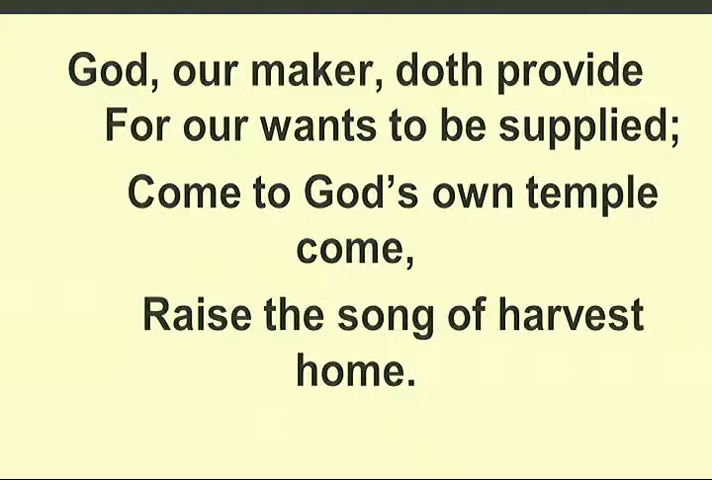 God, our maker, doth provide
For our wants to be supplied;
Come to God’s own temple
come,
Raise the song of harvest
home.